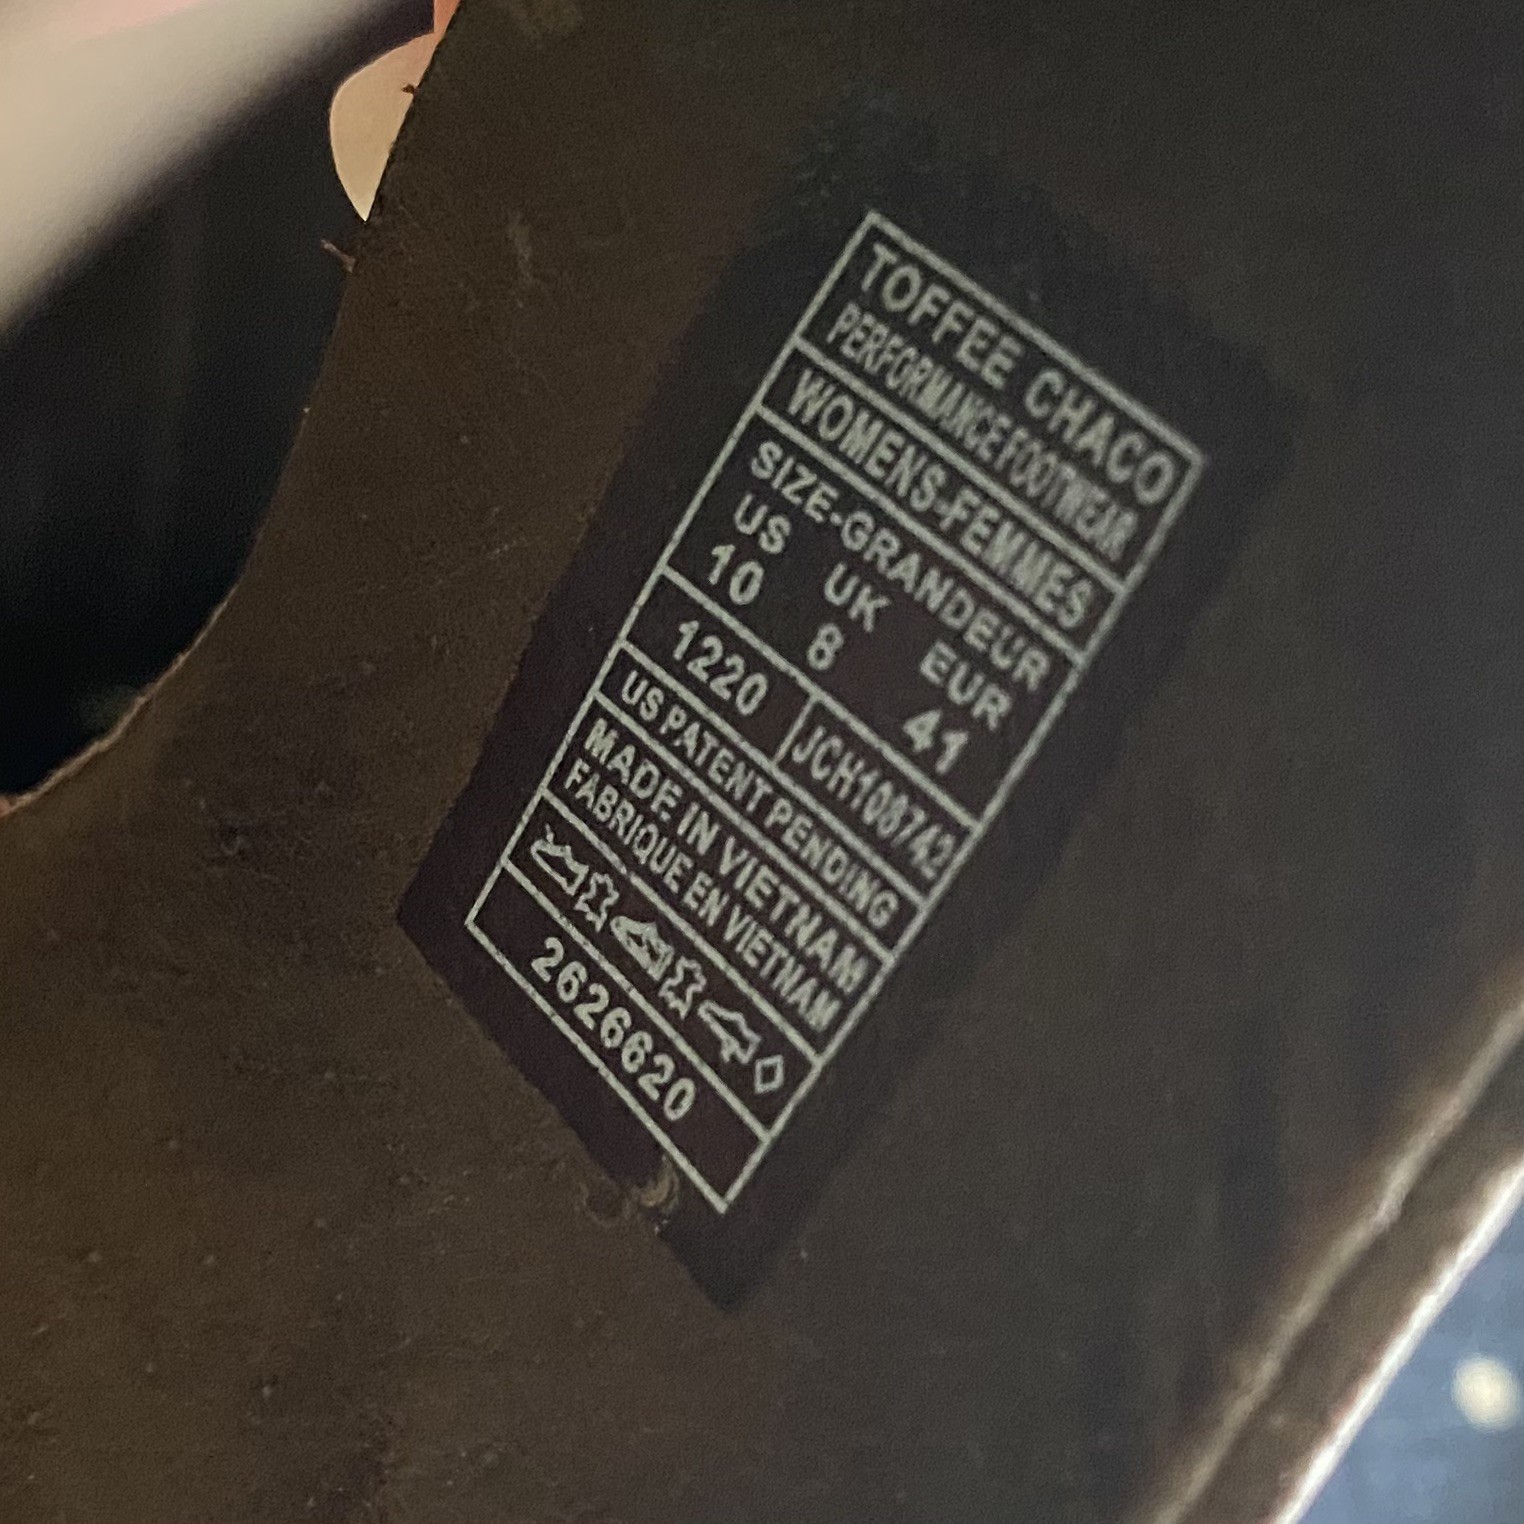 TOFFEE CHACO
PERFORMANCE FOOTWEAR
WOMENS-FEMMES
SIZE-GRANDEUR
US UK EUR
10 8 41
1220 JCH108742
US PATENT PENDING
MADE IN VIETNAM
FABRIQUE EN VIETNAM
2626620